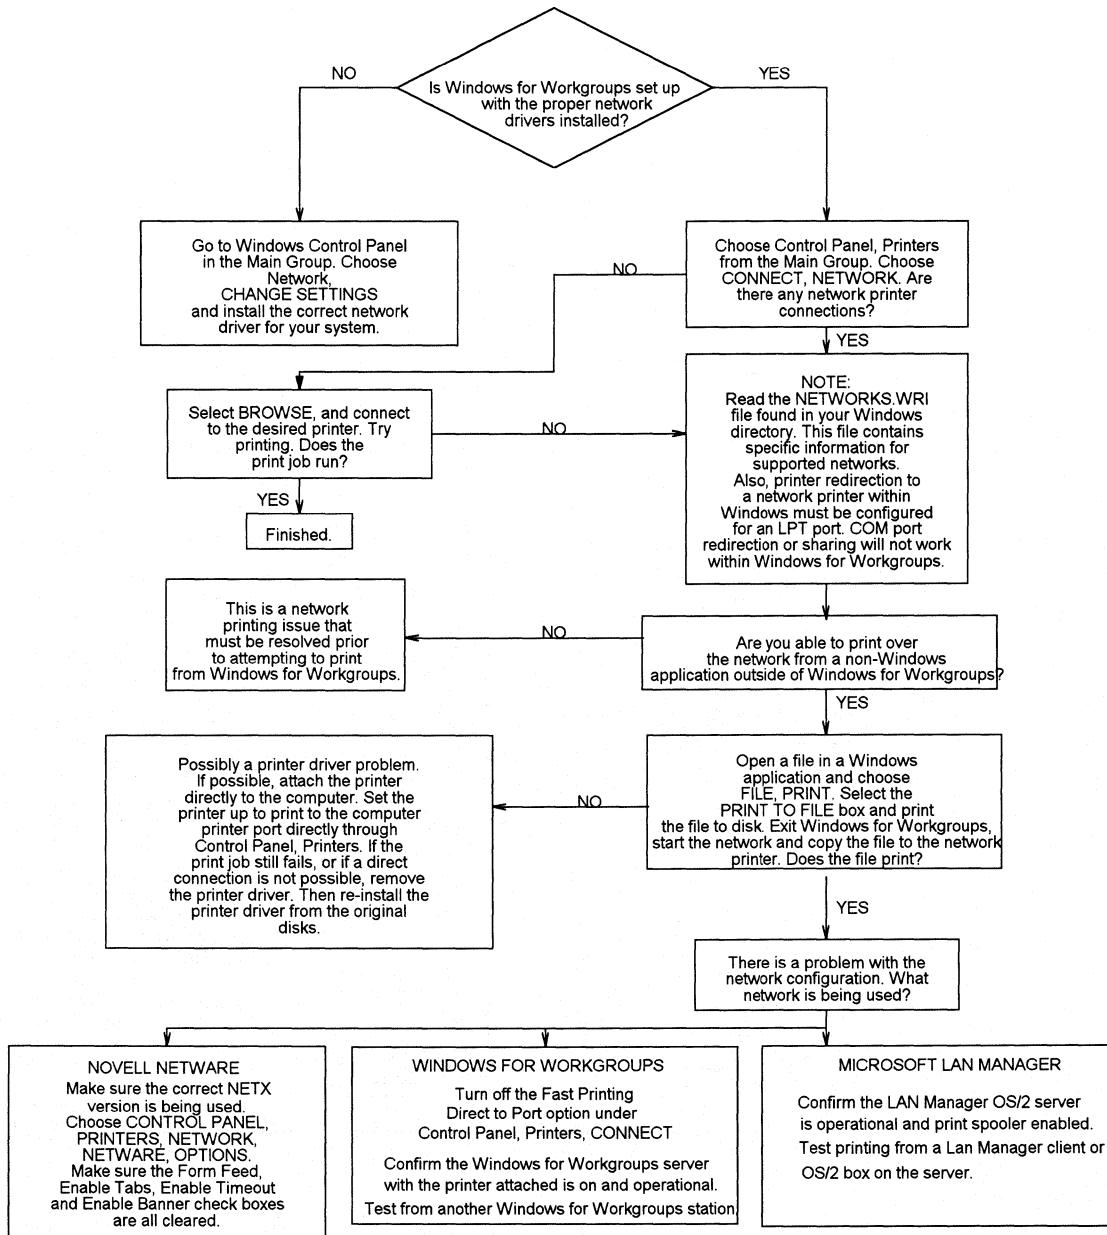 NO
YES
Is Windows for Workgroups set up
with the proper network
drivers installed?
Go to Windows Control Panel
in the Main Group. Choose
Network,
CHANGE SETTINGS
and install the correct network
driver for your system.
Choose Control Panel, Printers
from the Main Group. Choose
CONNECT, NETWORK. Are
there any network printer
connections?
NO
YES
Select BROWSE, and connect
to the desired printer. Try
printing. Does the
print job run?
NO
YES
Finished.
NOTE:
Read the NETWORKS.WRI
file found in your Windows
directory. This file contains
specific information for
supported networks.
Also, printer redirection to
a network printer within
Windows must be configured
for an LPT port. COM port
redirection or sharing will not work
within Windows for Workgroups.
This is a network
printing issue that
must be resolved prior
to attempting to print
from Windows for Workgroups.
NO
Are you able to print over
the network from a non-Windows
application outside of Windows for Workgroups?
YES
Possibly a printer driver problem.
If possible, attach the printer
directly to the computer. Set the
printer up to print to the computer
printer port directly through
Control Panel, Printers. If the
print job still fails, or if a direct
connection is not possible, remove
the printer driver. Then re-install the
printer driver from the original
disks.
NO
Open a file in a Windows
application and choose
FILE, PRINT. Select the
PRINT TO FILE box and print
the file to disk. Exit Windows for Workgroups,
start the network and copy the file to the network
printer. Does the file print?
YES
There is a problem with the
network configuration. What
network is being used?
NOVELL NETWARE
Make sure the correct NETX
version is being used.
Choose CONTROL PANEL,
PRINTERS, NETWORK,
NETWARE, OPTIONS.
Make sure the Form Feed,
Enable Tabs, Enable Timeout
and Enable Banner check boxes
are all cleared.
WINDOWS FOR WORKGROUPS
Turn off the Fast Printing
Direct to Port option under
Control Panel, Printers, CONNECT
Confirm the Windows for Workgroups server
with the printer attached is on and operational.
Test from another Windows for Workgroups station.
MICROSOFT LAN MANAGER
Confirm the LAN Manager OS/2 server
is operational and print spooler enabled.
Test printing from a Lan Manager client or
OS/2 box on the server.